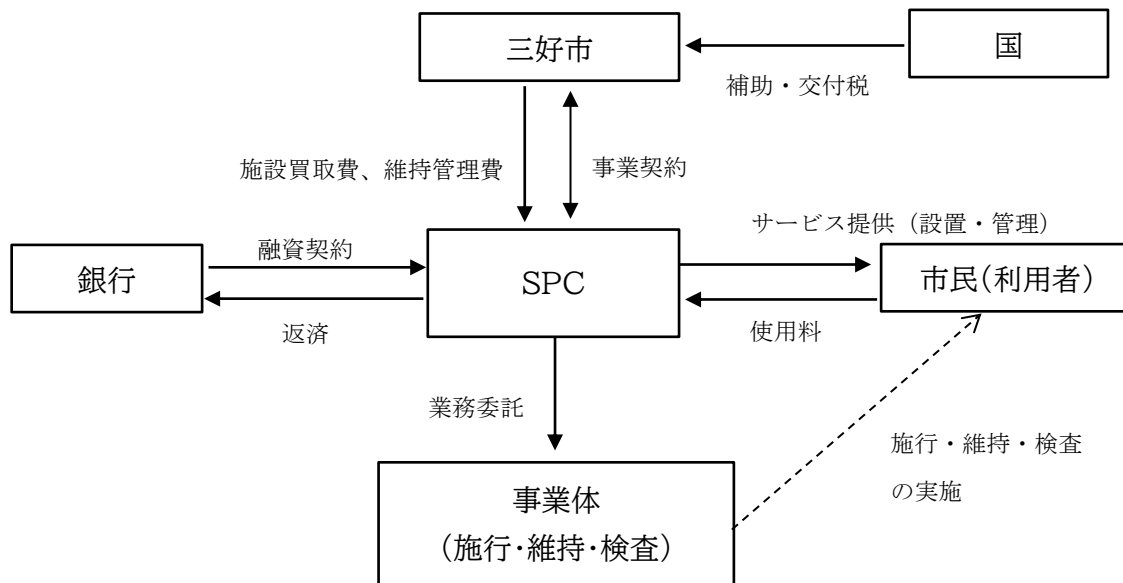 三好市
国
補助・交付税
施設買取費、維持管理費
事業契約
サービス提供（設置・管理）
銀行
融資契約
SPC
市民(利用者)
返済
使用料
業務委託
施行・維持・検査
の実施
事業体
（施行・維持・検査）